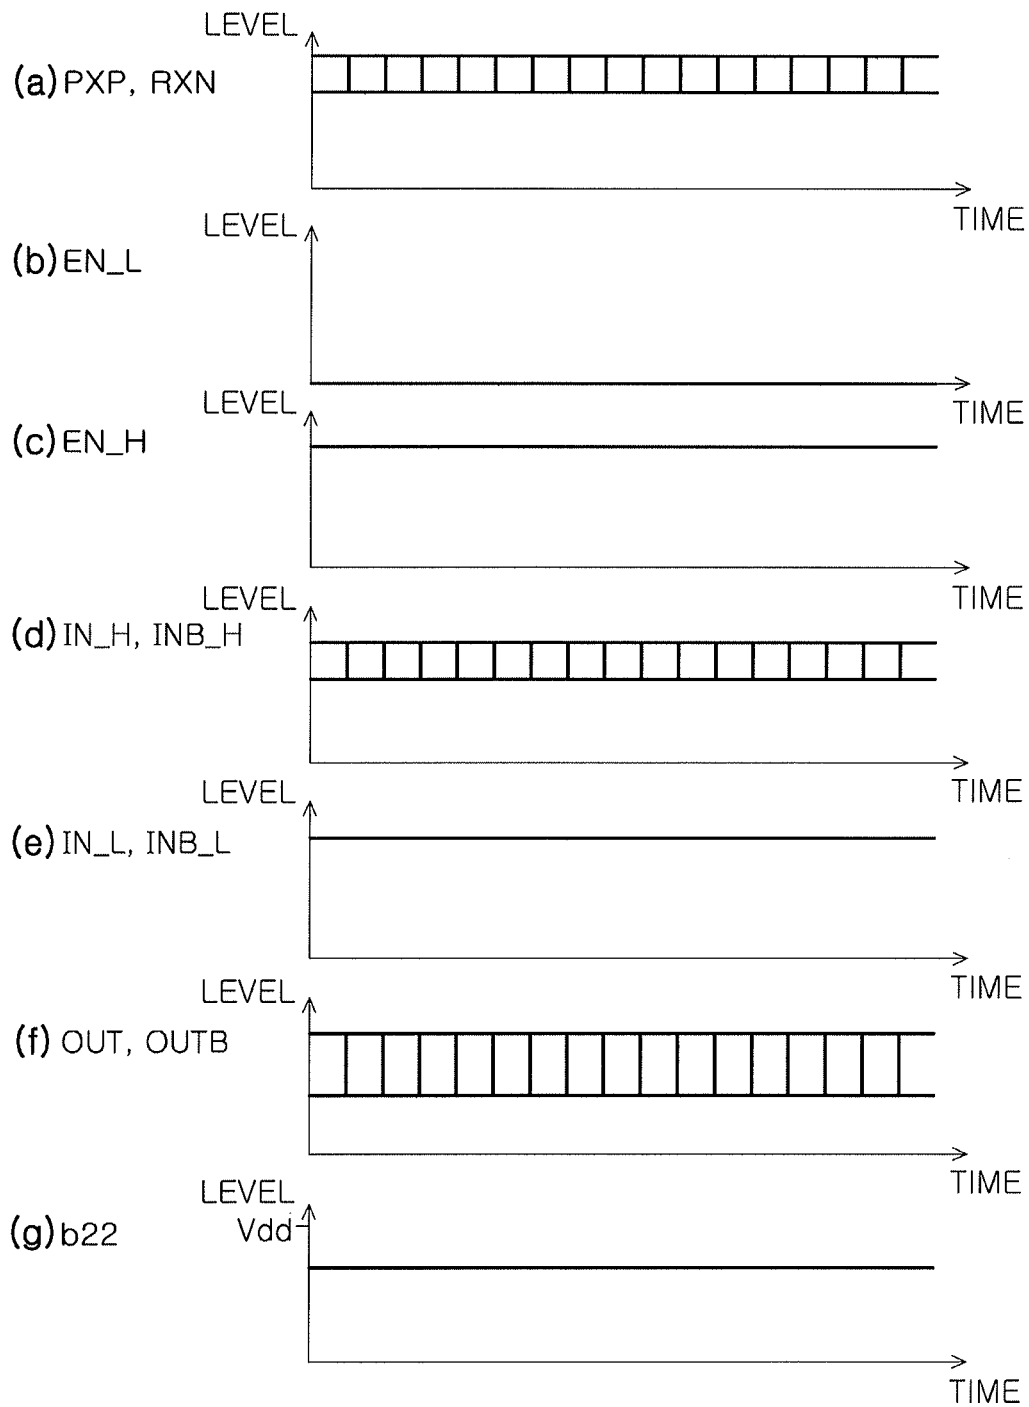 LEVEL
(a) PXP, RXN
TIME
LEVEL
(b) EN_L
TIME
LEVEL
(c) EN_H
TIME
LEVEL
(d) IN_H, INB_H
TIME
LEVEL
(e) IN_L, INB_L
TIME
LEVEL
(f) OUT, OUTB
TIME
LEVEL
(g) b22
Vdd
TIME